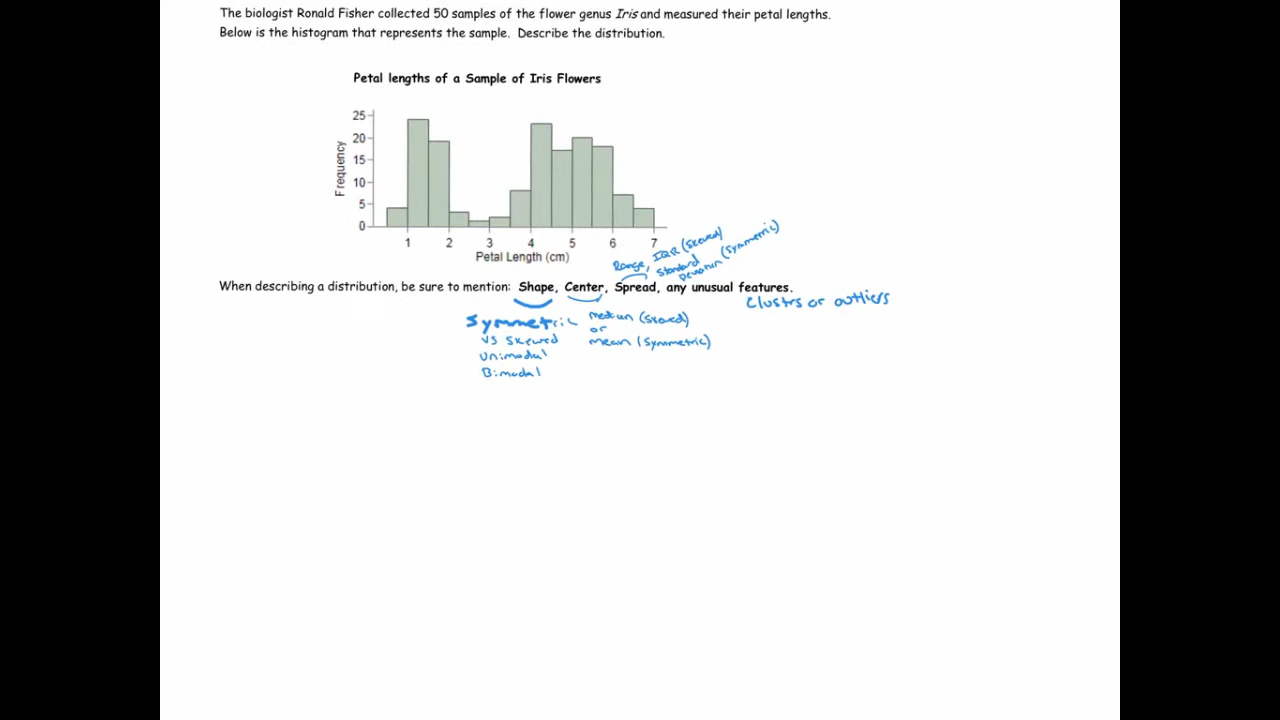 The biologist Ronald Fisher collected 50 samples of the flower genus Iris and measured their petal lengths.
Below is the histogram that represents the sample. Describe the distribution.
Petal lengths of a Sample of Iris Flowers
25
20
15
10
5
0
Frequency
1 2 3 4 5 6 7
Petal Length (cm)
Range, IQR (skewed)
Standard Deviation (symmetric)
When describing a distribution, be sure to mention: Shape, Center, Spread, any unusual features.
Clusters or outliers
Symmetric
vs skewed
Unimodal
Bimodal
median (skewed)
or
mean (symmetric)